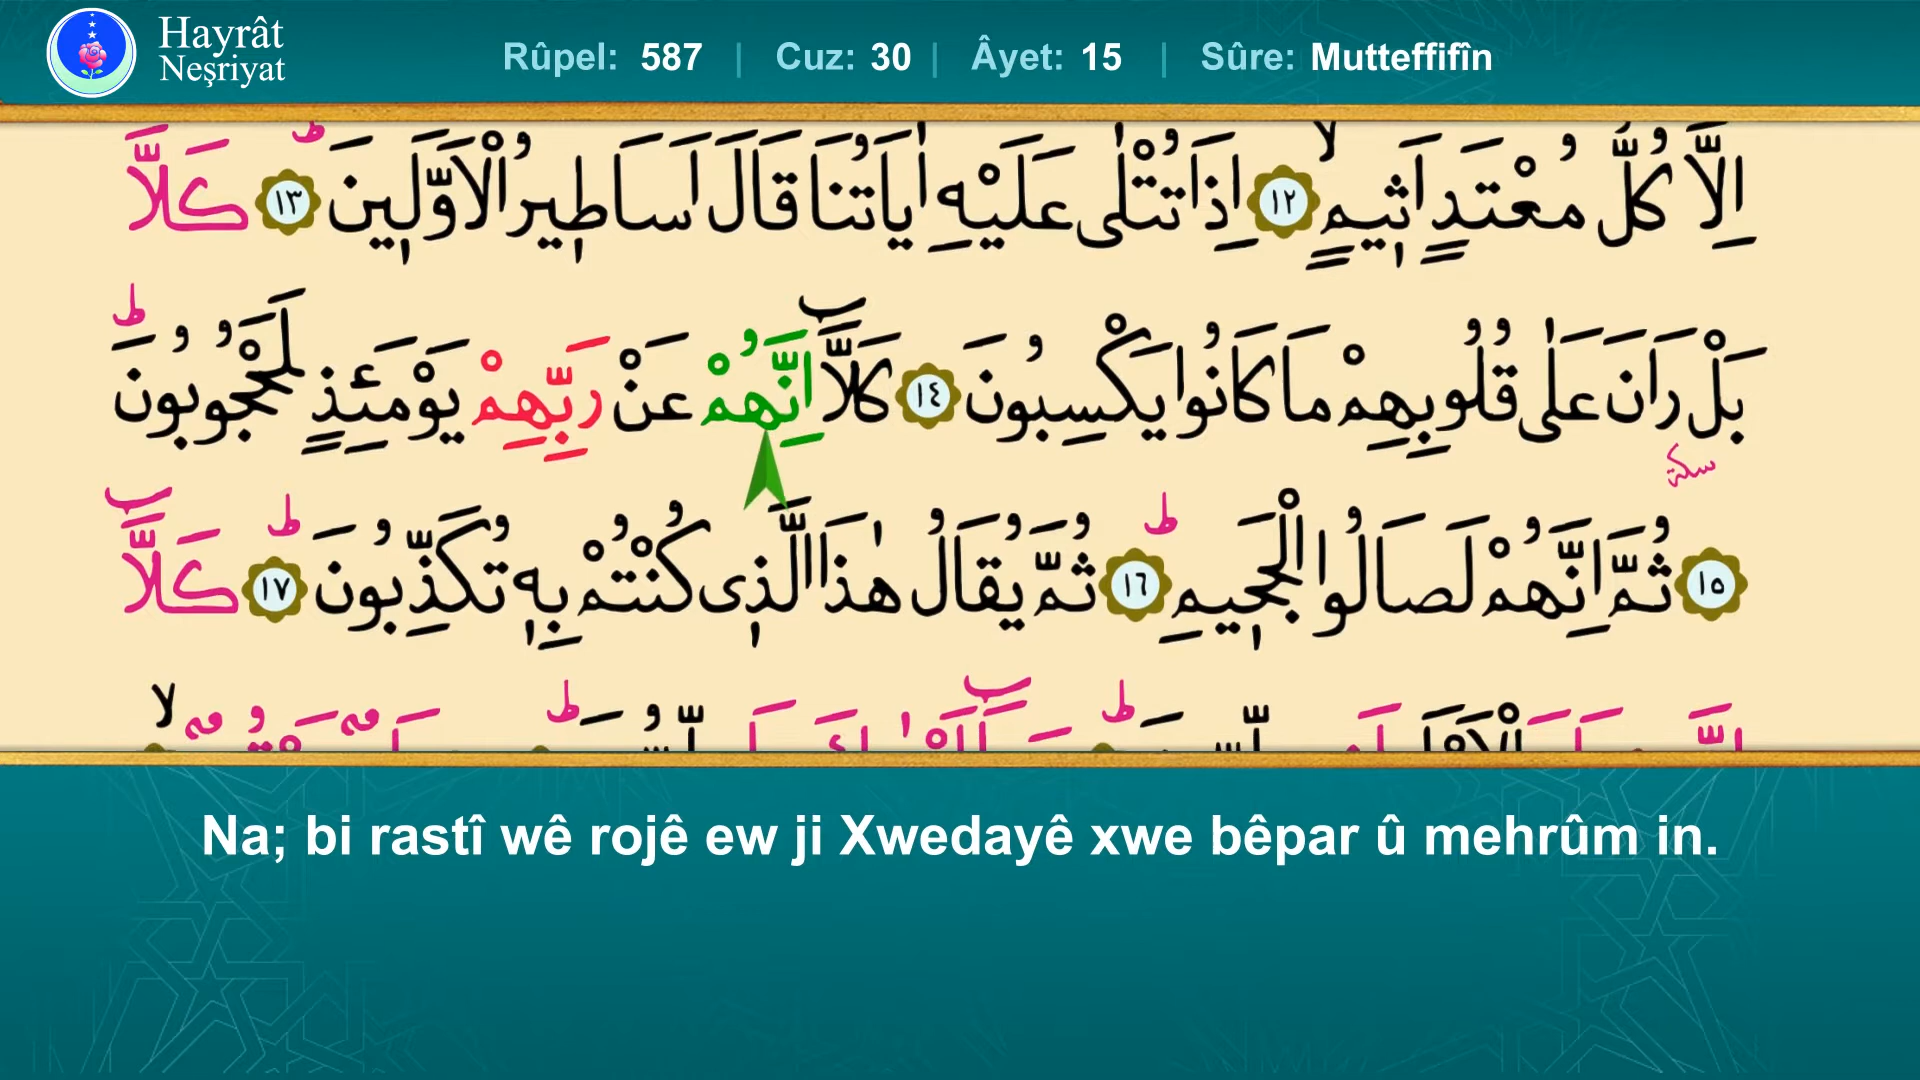 Hayrât
Neşriyat
Rûpel: 587 | Cuz: 30 | Âyet: 15 | Sûre: Mutteffifîn
اِلَّا كُلُّ مُعْتَدٍ اَث۪يمٍۙ ﴿١٢﴾ اِذَا تُتْلٰى عَلَيْهِ اٰيَاتُنَا قَالَ اَسَاط۪يرُ الْاَوَّل۪ينَۜ ﴿١٣﴾ كَلَّا
بَلْ رَانَ عَلٰى قُلُوبِهِمْ مَا كَانُوا يَكْسِبُونَ ﴿١٤﴾ كَلَّٓا اِنَّهُمْ عَنْ رَبِّهِمْ يَوْمَئِذٍ لَمَحْجُوبُونَۜ
سكتة
﴿١٥﴾ ثُمَّ اِنَّهُمْ لَصَالُوا الْجَح۪يمِۜ ﴿١٦﴾ ثُمَّ يُقَالُ هٰذَا الَّذ۪ي كُنْتُمْ بِه۪ تُكَذِّبُونَۜ ﴿١٧﴾ كَلَّٓا
Na; bi rastî wê rojê ew ji Xwedayê xwe bêpar û mehrûm in.